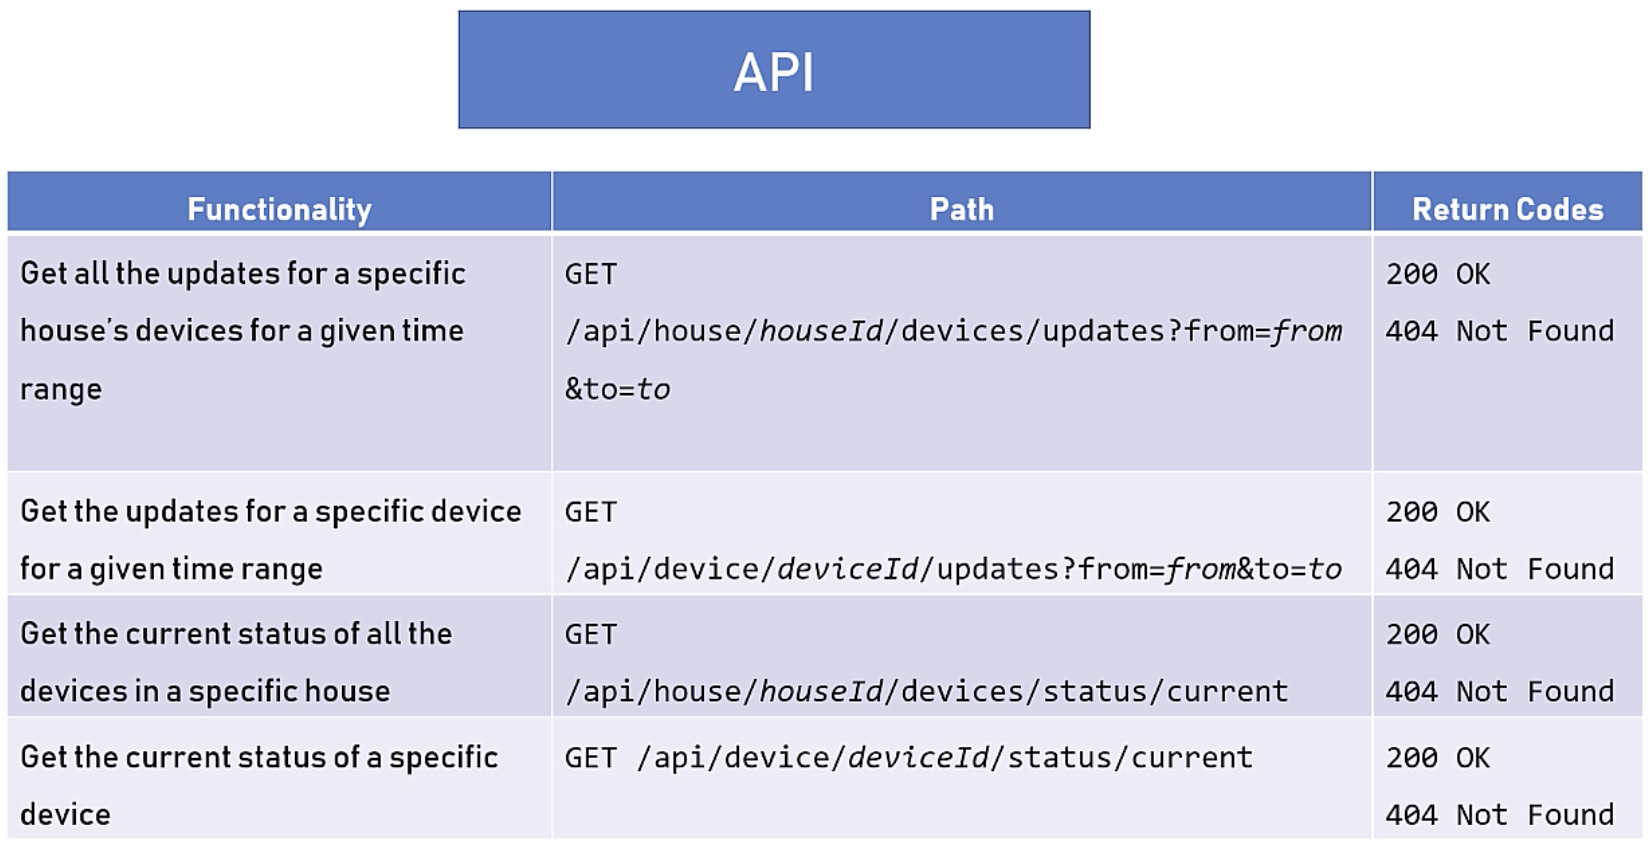 API
Functionality
Path
Return Codes
Get all the updates for a specific
house's devices for a given time
range
GET
/api/house/houseId/devices/updates?from=from
&to=to
200 OK
404 Not Found
Get the updates for a specific device
for a given time range
GET
/api/device/deviceId/updates?from=from&to=to
200 OK
404 Not Found
Get the current status of all the
devices in a specific house
GET
/api/house/houseId/devices/status/current
200 OK
404 Not Found
Get the current status of a specific
device
GET /api/device/deviceId/status/current
200 OK
404 Not Found